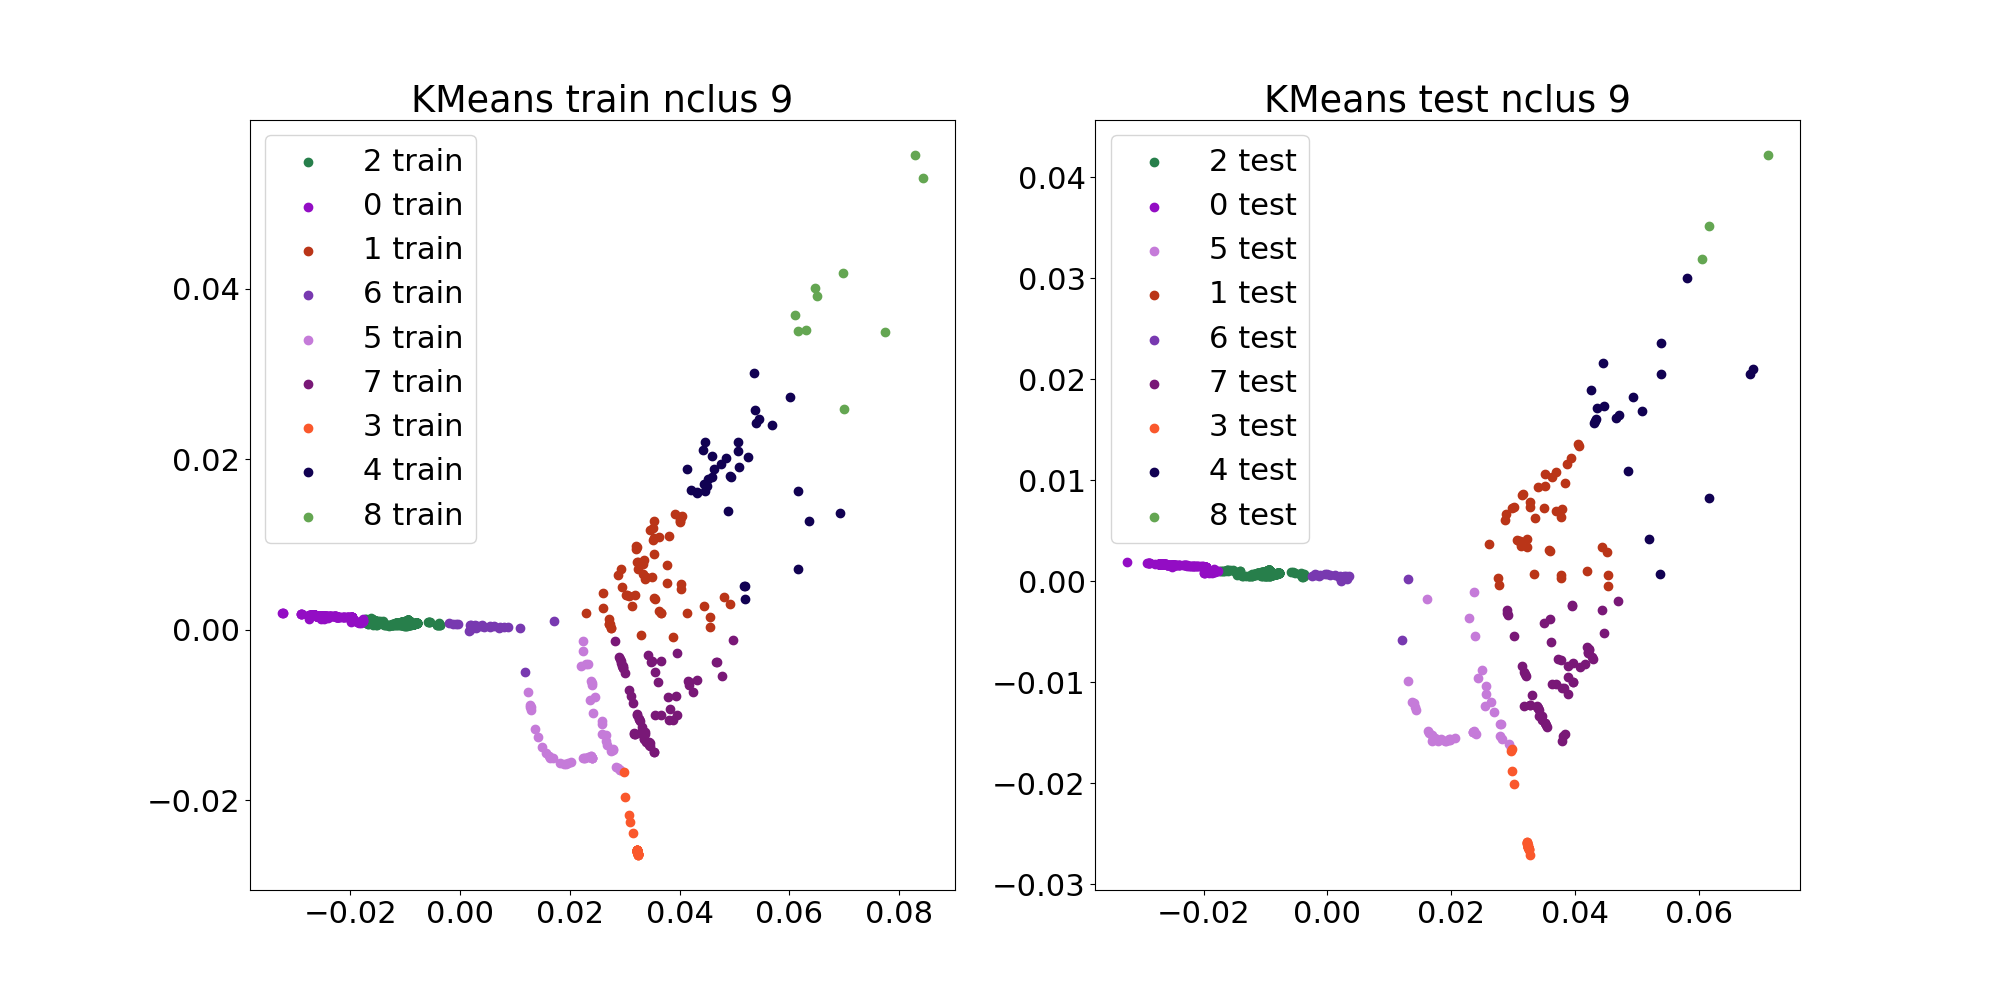 KMeans train nclus 9
2 train
0 train
1 train
6 train
5 train
7 train
3 train
4 train
8 train
0.04
0.02
0.00
−0.02
−0.02 0.00 0.02 0.04 0.06 0.08
KMeans test nclus 9
2 test
0 test
5 test
1 test
6 test
7 test
3 test
4 test
8 test
0.04
0.03
0.02
0.01
0.00
−0.01
−0.02
−0.03
−0.02 0.00 0.02 0.04 0.06